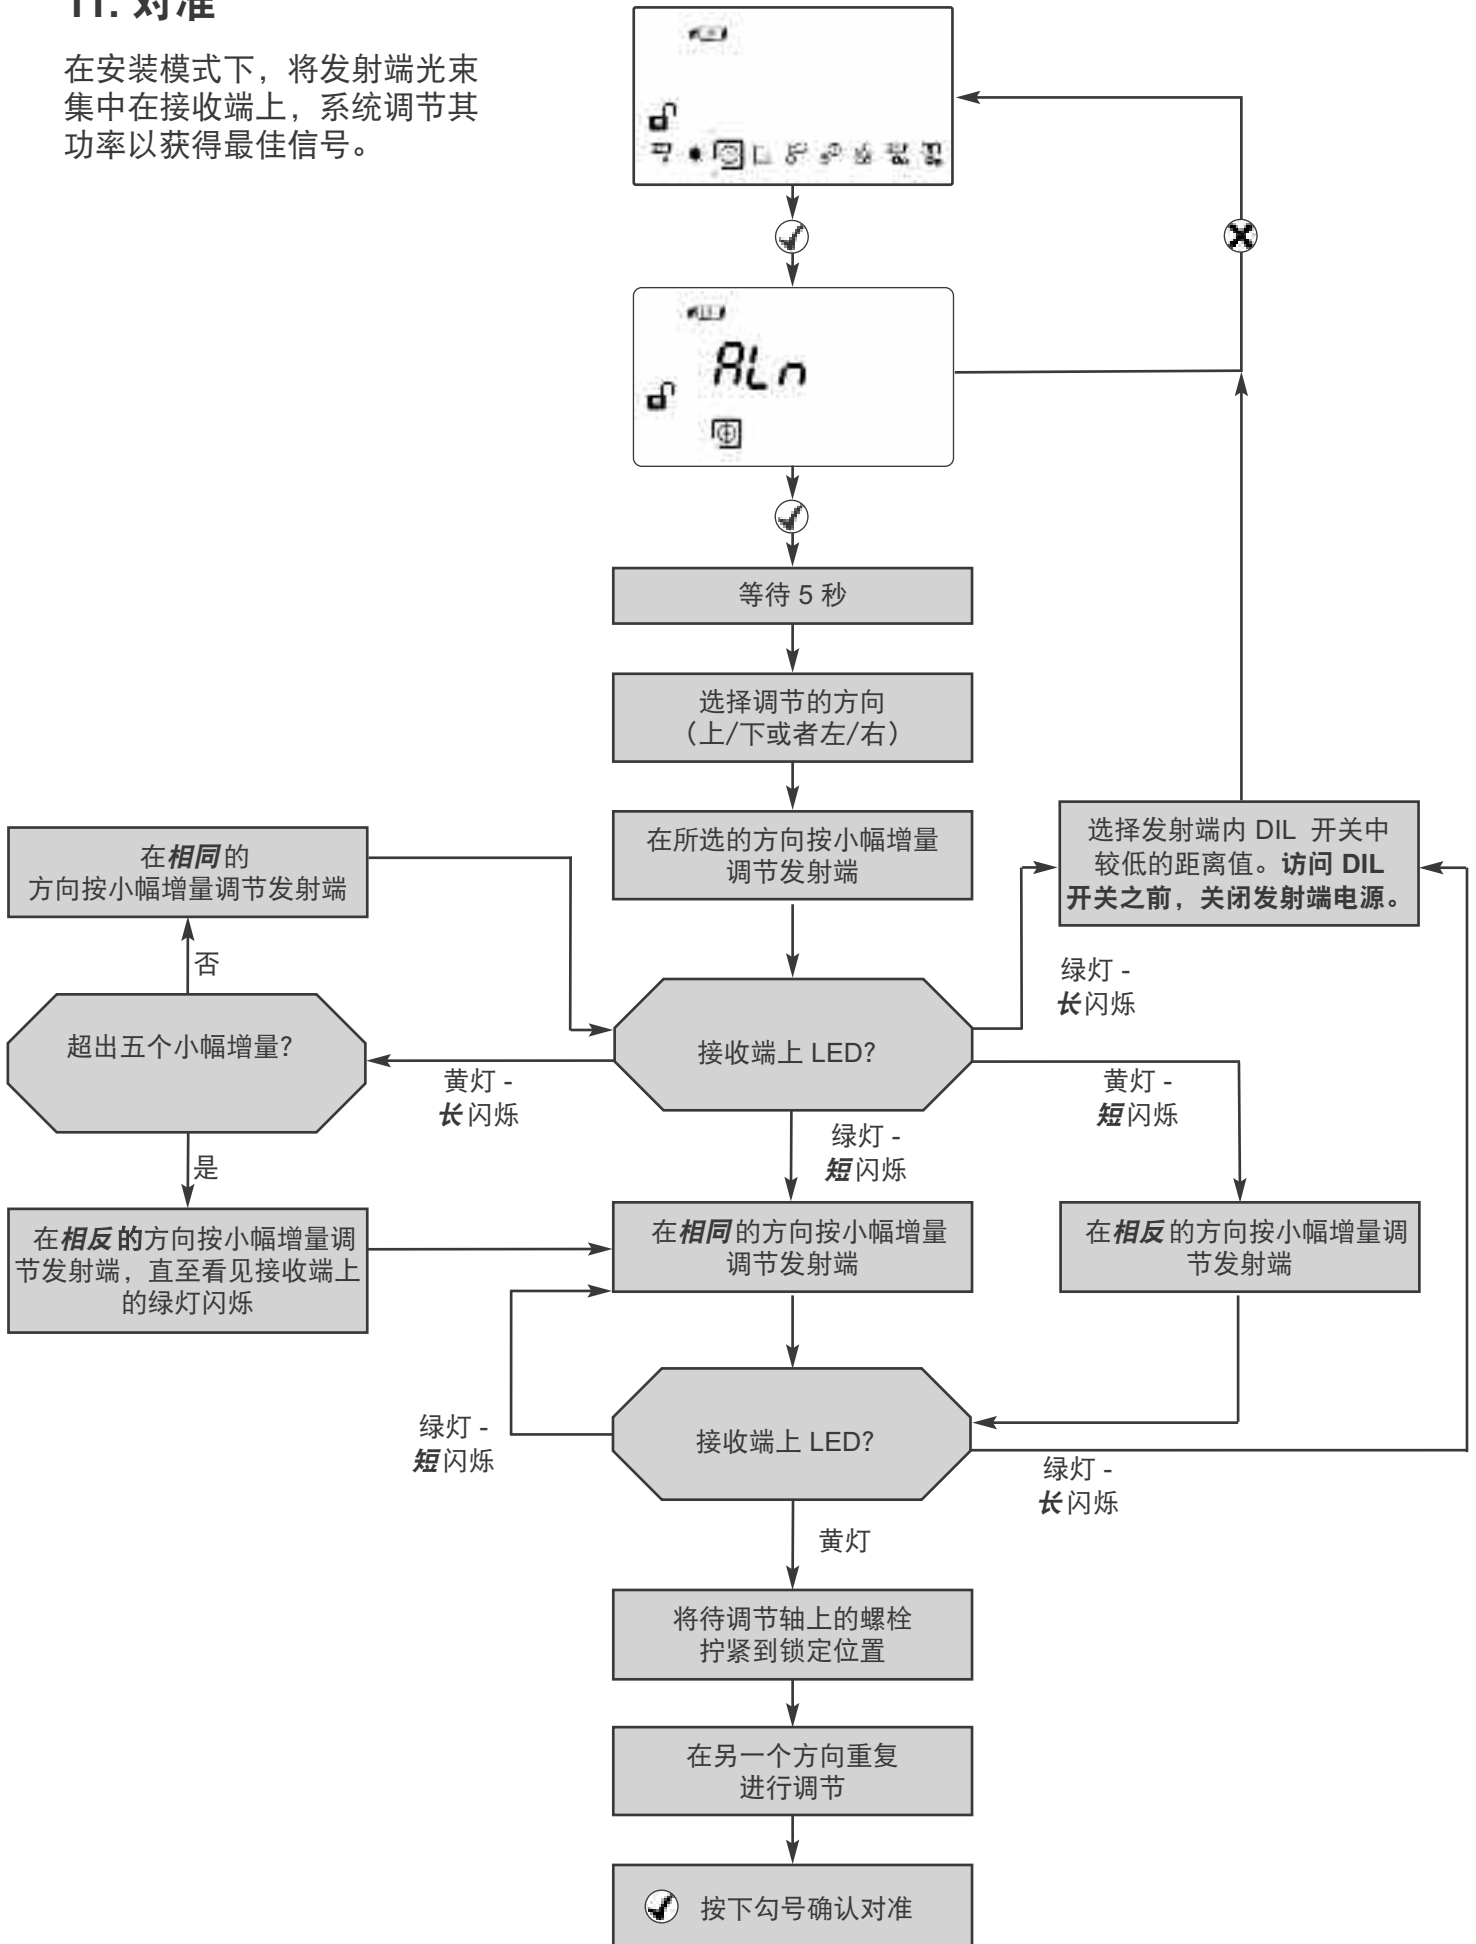 11. 对准
在安装模式下，将发射端光束
集中在接收端上，系统调节其
功率以获得最佳信号。
ALn
等待 5 秒
选择调节的方向
（上/下或者左/右）
在所选的方向按小幅增量
调节发射端
选择发射端内 DIL 开关中
较低的距离值。访问 DIL
开关之前，关闭发射端电源。
在相同的
方向按小幅增量调节发射端
否
绿灯 -
长闪烁
超出五个小幅增量？
接收端上 LED？
黄灯 -
长闪烁
黄灯 -
短闪烁
绿灯 -
短闪烁
是
在相反的方向按小幅增量调
节发射端，直至看见接收端上
的绿灯闪烁
在相同的方向按小幅增量
调节发射端
在相反的方向按小幅增量调
节发射端
绿灯 -
短闪烁
接收端上 LED？
绿灯 -
长闪烁
黄灯
将待调节轴上的螺栓
拧紧到锁定位置
在另一个方向重复
进行调节
按下勾号确认对准